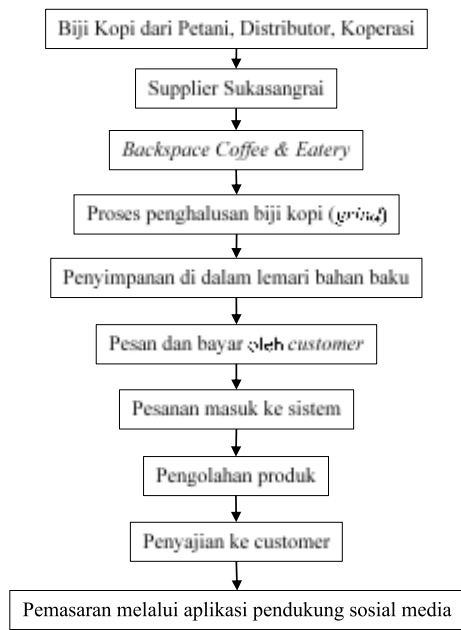 Biji Kopi dari Petani, Distributor, Koperasi
Supplier Sukasangrai
Backspace Coffee & Eatery
Proses penghalusan biji kopi (grind)
Penyimpanan di dalam lemari bahan baku
Pesan dan bayar oleh customer
Pesanan masuk ke sistem
Pengolahan produk
Penyajian ke customer
Pemasaran melalui aplikasi pendukung sosial media